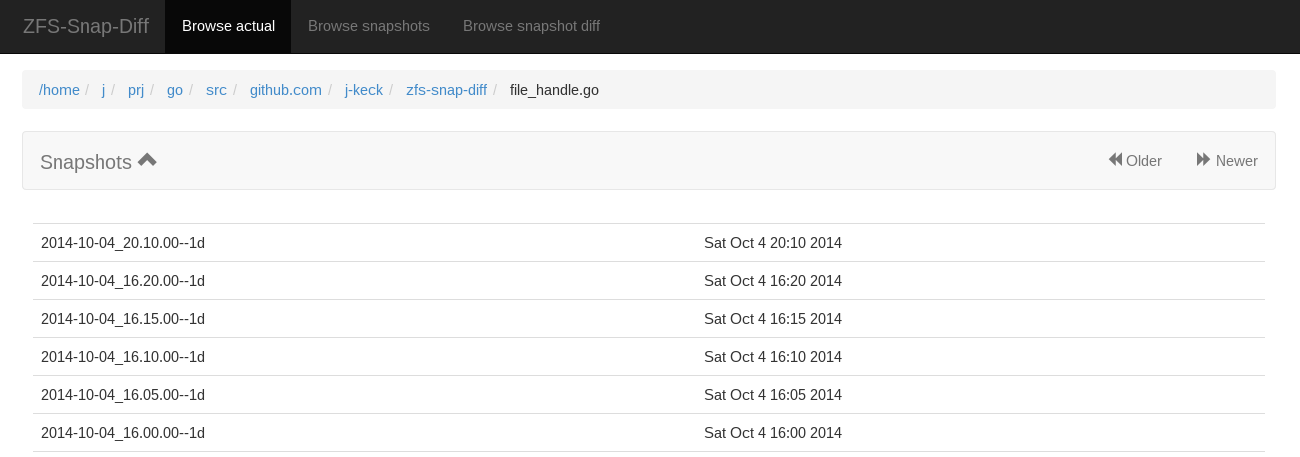 ZFS-Snap-Diff Browse actual Browse snapshots Browse snapshot diff
/home / j / prj / go / src / github.com / j-keck / zfs-snap-diff / file_handle.go
Snapshots Older Newer
2014-10-04_20.10.00--1d Sat Oct 4 20:10 2014
2014-10-04_16.20.00--1d Sat Oct 4 16:20 2014
2014-10-04_16.15.00--1d Sat Oct 4 16:15 2014
2014-10-04_16.10.00--1d Sat Oct 4 16:10 2014
2014-10-04_16.05.00--1d Sat Oct 4 16:05 2014
2014-10-04_16.00.00--1d Sat Oct 4 16:00 2014